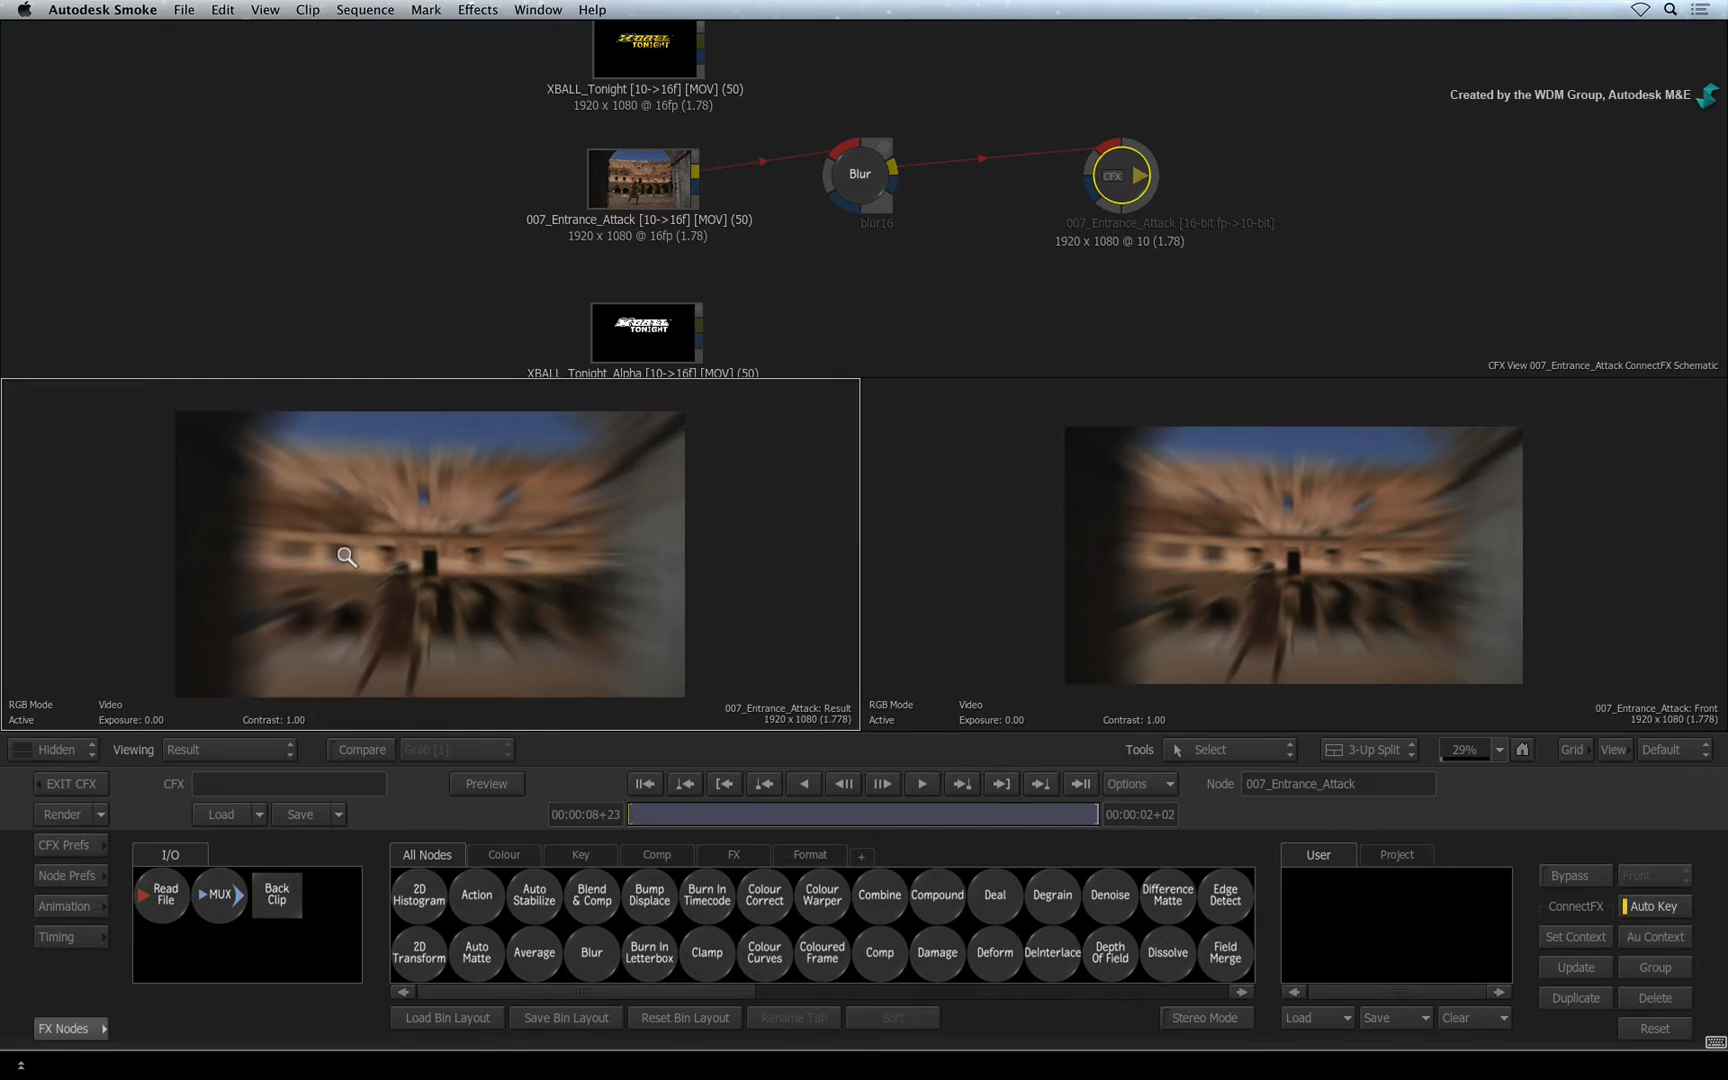 Autodesk Smoke File Edit View Clip Sequence Mark Effects Window Help
XBALL TONIGHT
XBALL_Tonight [10->16f] [MOV] (50)
1920 x 1080 @ 16fp (1.78)
Created by the WDM Group, Autodesk M&E
Blur
CFX
007_Entrance_Attack [10->16f] [MOV] (50)
1920 x 1080 @ 16fp (1.78)
blur16
007_Entrance_Attack [16-bit fp->10-bit]
1920 x 1080 @ 10 (1.78)
XBALL TONIGHT
XBALL_Tonight_Alpha [10->16f] [MOV] (50)
CFX View 007_Entrance_Attack ConnectFX Schematic
RGB Mode Video 007_Entrance_Attack: Result
Active Exposure: 0.00 Contrast: 1.00 1920 x 1080 (1.778)
RGB Mode Video 007_Entrance_Attack: Front
Active Exposure: 0.00 Contrast: 1.00 1920 x 1080 (1.778)
Hidden Viewing Result Compare Grab [1] Tools Select 3-Up Split 29% Grid View Default
EXIT CFX CFX Preview Options Node 007_Entrance_Attack
Render Load Save 00:00:08+23 00:00:02+02
CFX Prefs I/O All Nodes Colour Key Comp FX Format + User Project
Node Prefs
Animation
Timing
FX Nodes
Read File MUX Back Clip
2D Histogram Action Auto Stabilize Blend & Comp Bump Displace Burn In Timecode Colour Correct Colour Warper Combine Compound Deal Degrain Denoise Difference Matte Edge Detect
2D Transform Auto Matte Average Blur Burn In Letterbox Clamp Colour Curves Coloured Frame Comp Damage Deform DeInterlace Depth Of Field Dissolve Field Merge
Load Bin Layout Save Bin Layout Reset Bin Layout Rename Tab Sort Stereo Mode
Load Save Clear
Bypass Front
ConnectFX Auto Key
Set Context Au Context
Update Group
Duplicate Delete
Reset